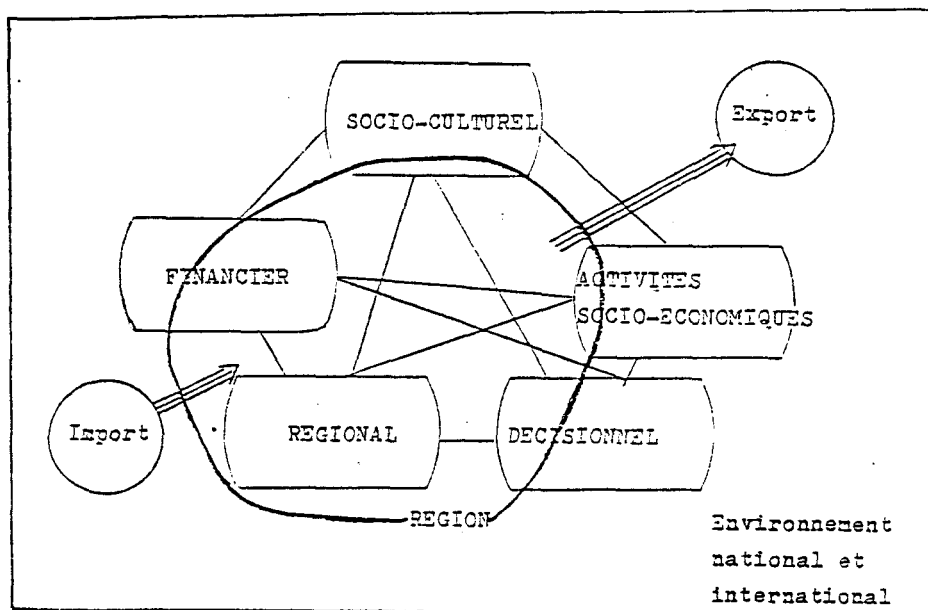 SOCIO-CULTUREL
Export
FINANCIER
ACTIVITES
SOCIO-ECONOMIQUES
Import
REGIONAL
DECISIONNEL
REGION
Environnement
national et
international